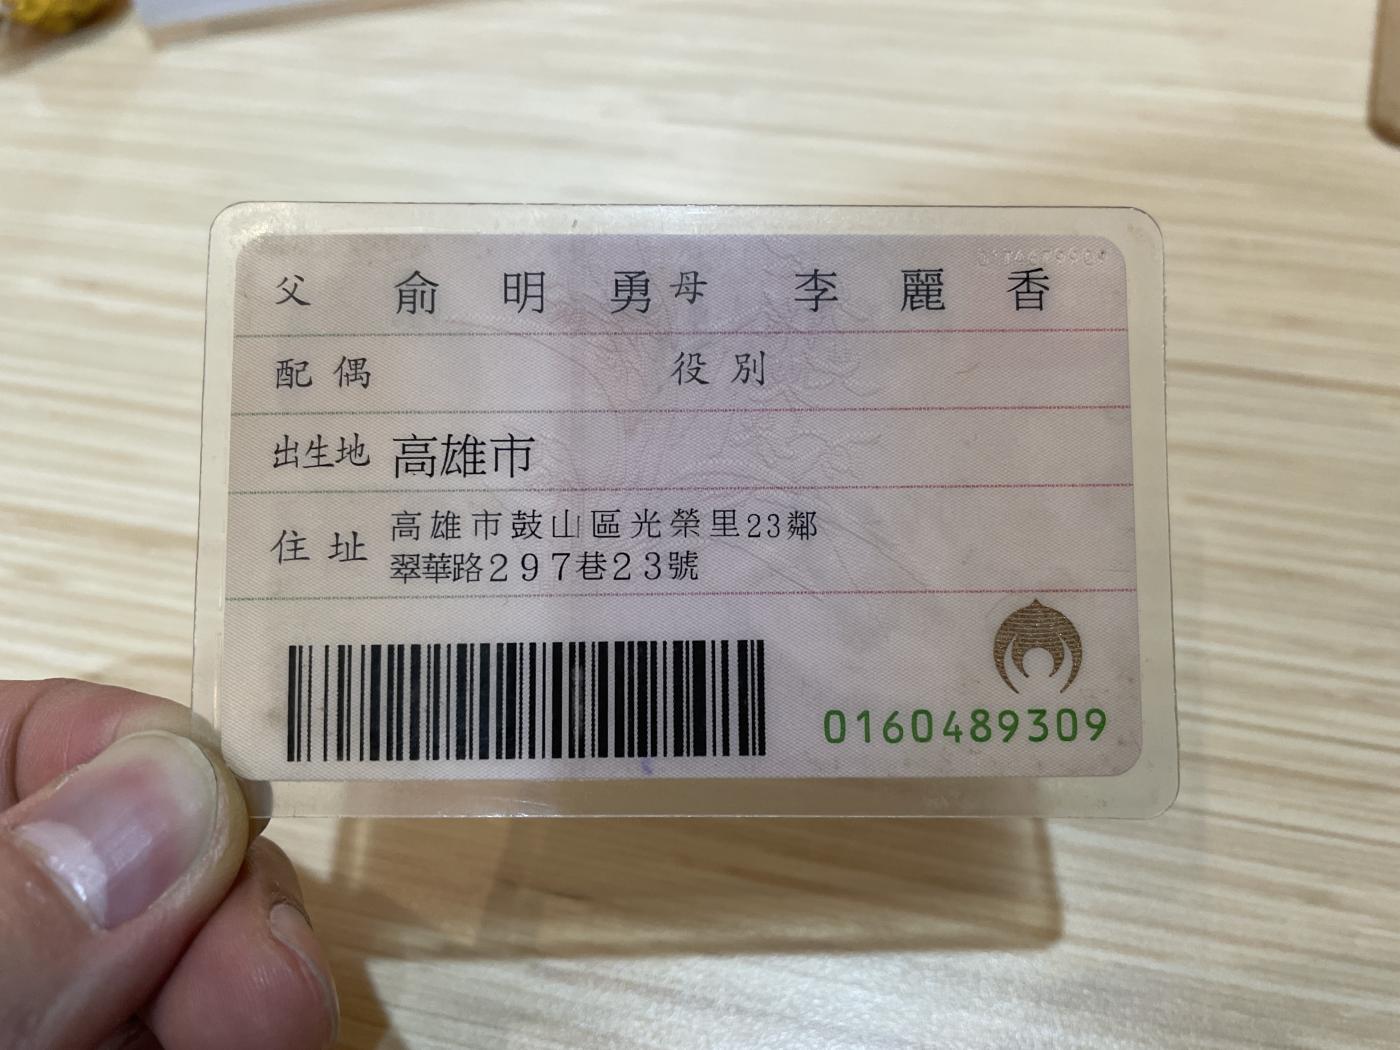 父 俞明勇 母 李麗香
配偶 役別
出生地 高雄市
住址 高雄市鼓山區光榮里23鄰
翠華路297巷23號
0160489309